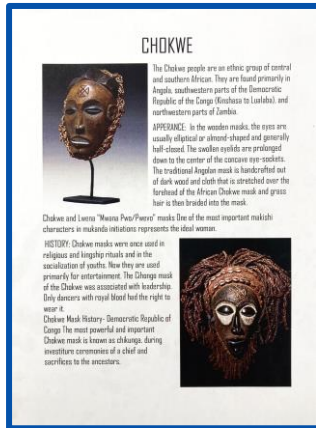 CHOKWE
The Chokwe people are an ethnic group of central
and southern African. They are found primarily in
Angola, southwestern parts of the Democratic
Republic of the Congo (Kinshasa to Lualaba), and
northwestern parts of Zambia.
APPERANCE: In the wooden masks, the eyes are
usually elliptical or almond-shaped and generally
half-closed. The swollen eyelids are prolonged
down to the center of the concave eye-sockets.
The traditional Angolan mask is handcrafted out
of dark wood and cloth that is stretched over the
forehead of the African Chokwe mask and grass
hair is then braided into the mask.
Chokwe and Lwena "Mwana Pwo/Pwevo" masks One of the most important makishi
characters in mukanda initiations represents the ideal woman.
HISTORY: Chokwe masks were once used in
religious and kingship rituals and in the
socialization of youths. Now they are used
primarily for entertainment. The Cihongo mask
of the Chokwe was associated with leadership.
Only dancers with royal blood had the right to
wear it.
Chokwe Mask History- Democratic Republic of
Congo The most powerful and important
Chokwe mask is known as chikunga, during
investiture ceremonies of a chief and
sacrifices to the ancestors.